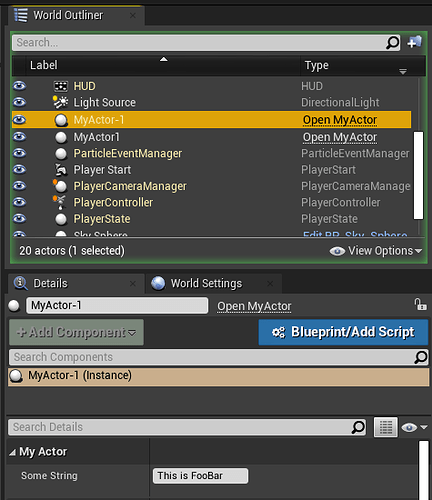 World Outliner
Search...
Label Type
HUD HUD
Light Source DirectionalLight
MyActor-1 Open MyActor
MyActor1 Open MyActor
ParticleEventManager ParticleEventMana
Player Start PlayerStart
PlayerCameraManager PlayerCameraMana
PlayerController PlayerController
PlayerState PlayerState
Sky Sphere Edit BP_Sky_Sphere
20 actors (1 selected) View Options
Details World Settings
MyActor-1 Open MyActor
+ Add Component Blueprint/Add Script
Search Components
MyActor-1 (Instance)
Search Details
My Actor
Some String This is FooBar